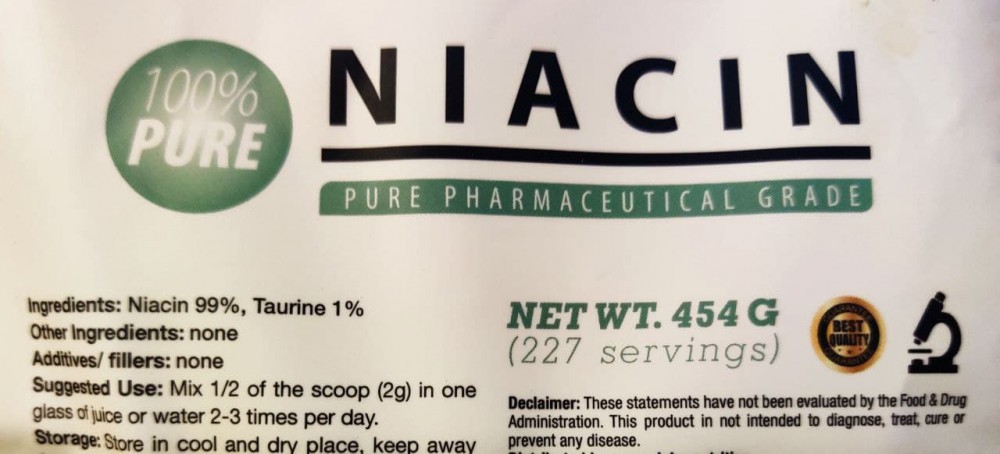 100%
PURE
NIACIN
PURE PHARMACEUTICAL GRADE
Ingredients: Niacin 99%, Taurine 1%
Other Ingredients: none
Additives/ fillers: none
Suggested Use: Mix 1/2 of the scoop (2g) in one
glass of juice or water 2-3 times per day.
Storage: Store in cool and dry place, keep away
NET WT. 454 G
(227 servings)
BEST
QUALITY
Declaimer: These statements have not been evaluated by the Food & Drug
Administration. This product in not intended to diagnose, treat, cure or
prevent any disease.